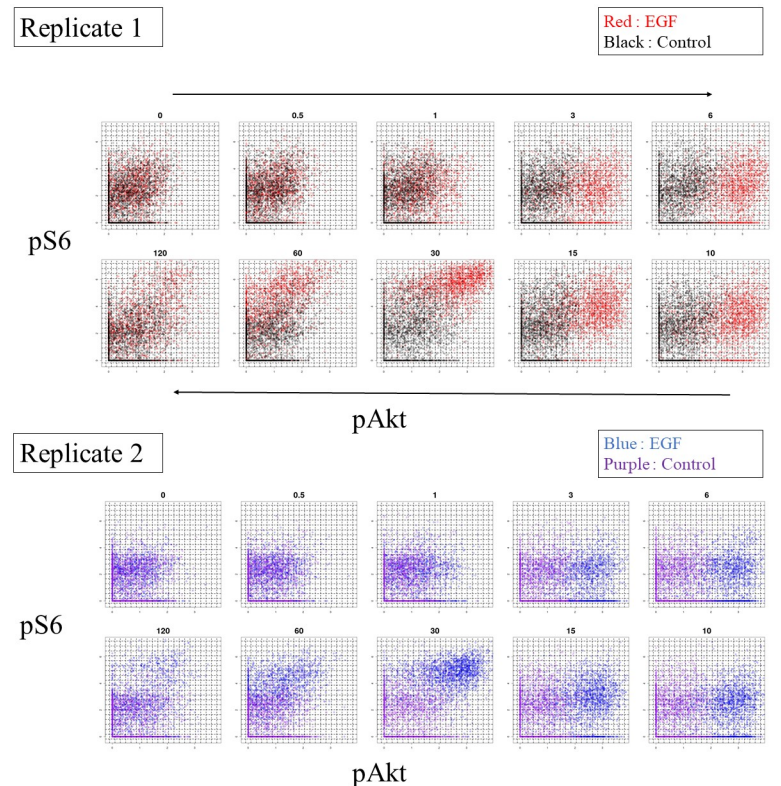 Replicate 1
Red : EGF
Black : Control
0 0.5 1 3 6
pS6
120 60 30 15 10
pAkt
Replicate 2
Blue : EGF
Purple : Control
0 0.5 1 3 6
pS6
120 60 30 15 10
pAkt